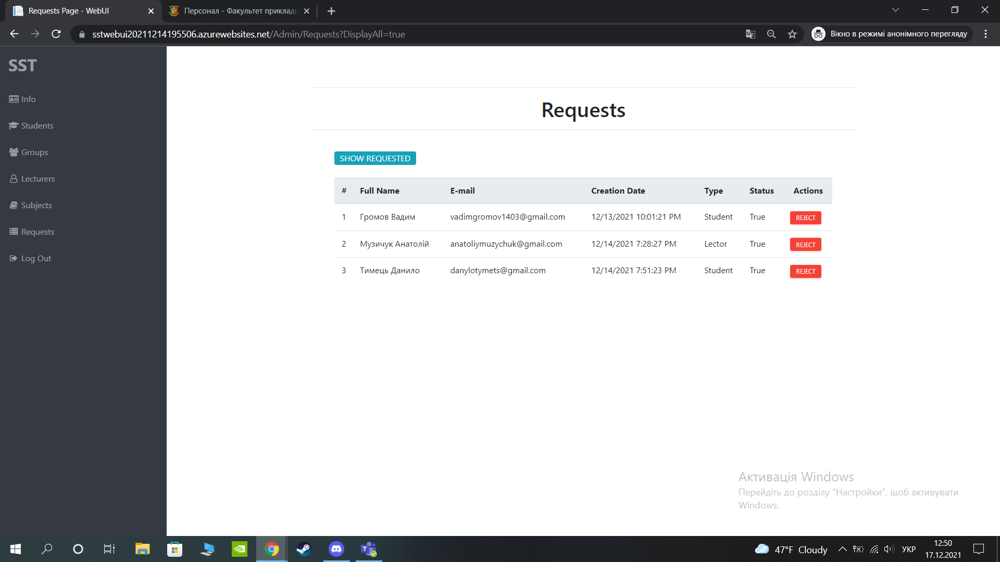 Requests Page - WebUI
Персонал - Факультет приклад
sstwebui20211214195506.azurewebsites.net/Admin/Requests?DisplayAll=true
Вікно в режимі анонімного перегляду
SST
Info
Students
Groups
Lecturers
Subjects
Requests
Log Out
Requests
SHOW REQUESTED
# Full Name E-mail Creation Date Type Status Actions
1 Громов Вадим vadimgromov1403@gmail.com 12/13/2021 10:01:21 PM Student True REJECT
2 Музичук Анатолій anatoliymuzychuk@gmail.com 12/14/2021 7:28:27 PM Lector True REJECT
3 Тимець Данило danylotymets@gmail.com 12/14/2021 7:51:23 PM Student True REJECT
Активація Windows
Перейдіть до розділу "Настройки", щоб активувати
Windows.
47°F Cloudy
УКР
12:50
17.12.2021